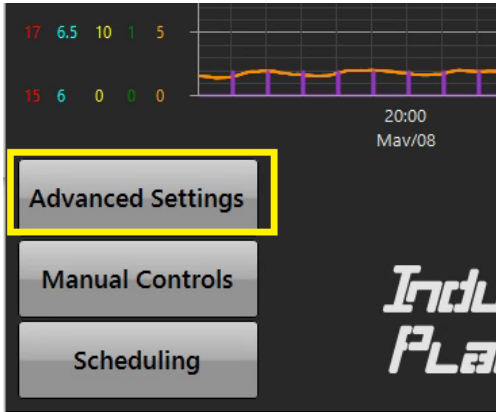 17 6.5 10 1 5
15 6 0 0 0
20:00
May/08
Advanced Settings
Manual Controls
Scheduling